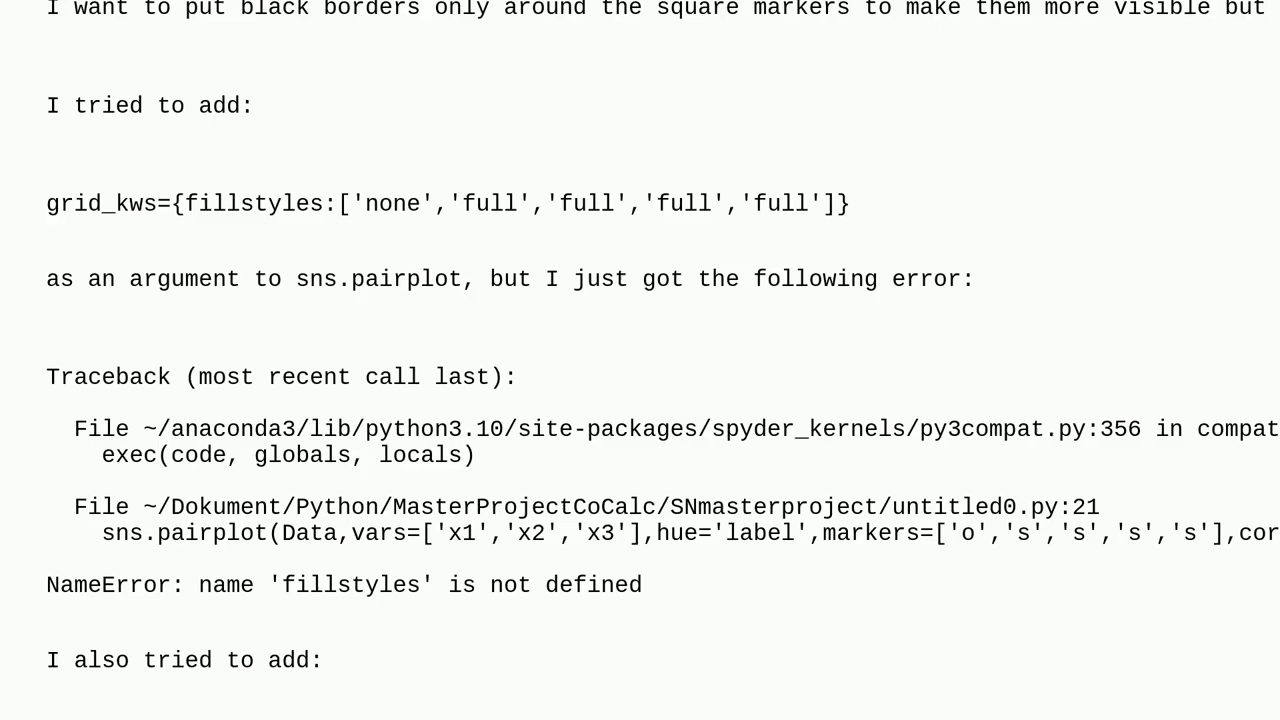 I want to put black borders only around the square markers to make them more visible but
I tried to add:
grid_kws={fillstyles:['none','full','full','full','full']}
as an argument to sns.pairplot, but I just got the following error:
Traceback (most recent call last):
  File ~/anaconda3/lib/python3.10/site-packages/spyder_kernels/py3compat.py:356 in compat
    exec(code, globals, locals)
  File ~/Dokument/Python/MasterProjectCoCalc/SNmasterproject/untitled0.py:21
    sns.pairplot(Data,vars=['x1','x2','x3'],hue='label',markers=['o','s','s','s','s'],cor
NameError: name 'fillstyles' is not defined
I also tried to add: